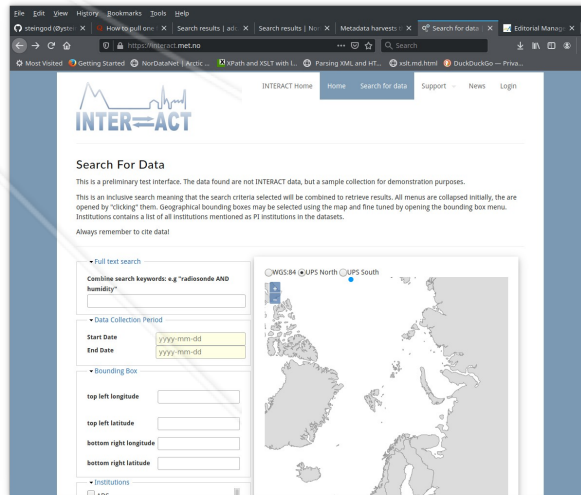 File Edit View History Bookmarks Tools Help
steingod (Øystei × How to pull one × Search results | adc × Search results | Nor × Metadata harvests × Search for data | × Editorial Manage ×
https://interact.met.no Search
Most Visited Getting Started NorDataNet | Arctic ... XPath and XSLT with l... Parsing XML and HT... xslt.md.html DuckDuckGo — Priva...
INTERACT Home Home Search for data Support News Login
INTER ACT
Search For Data
This is a preliminary test interface. The data found are not INTERACT data, but a sample collection for demonstration purposes.
This is an inclusive search meaning that the search criteria selected will be combined to retrieve results. All menus are collapsed initially, the are
opened by "clicking" them. Geographical bounding boxes may be selected using the map and fine tuned by opening the bounding box menu.
Institutions contains a list of all institutions mentioned as PI institutions in the datasets.
Always remember to cite data!
Full text search
Combine search keywords: e.g "radiosonde AND
humidity"
Data Collection Period
Start Date yyyy-mm-dd
End Date yyyy-mm-dd
Bounding Box
top left longitude
top left latitude
bottom right longitude
bottom right latitude
Institutions
WGS:84 UPS North UPS South
+
−